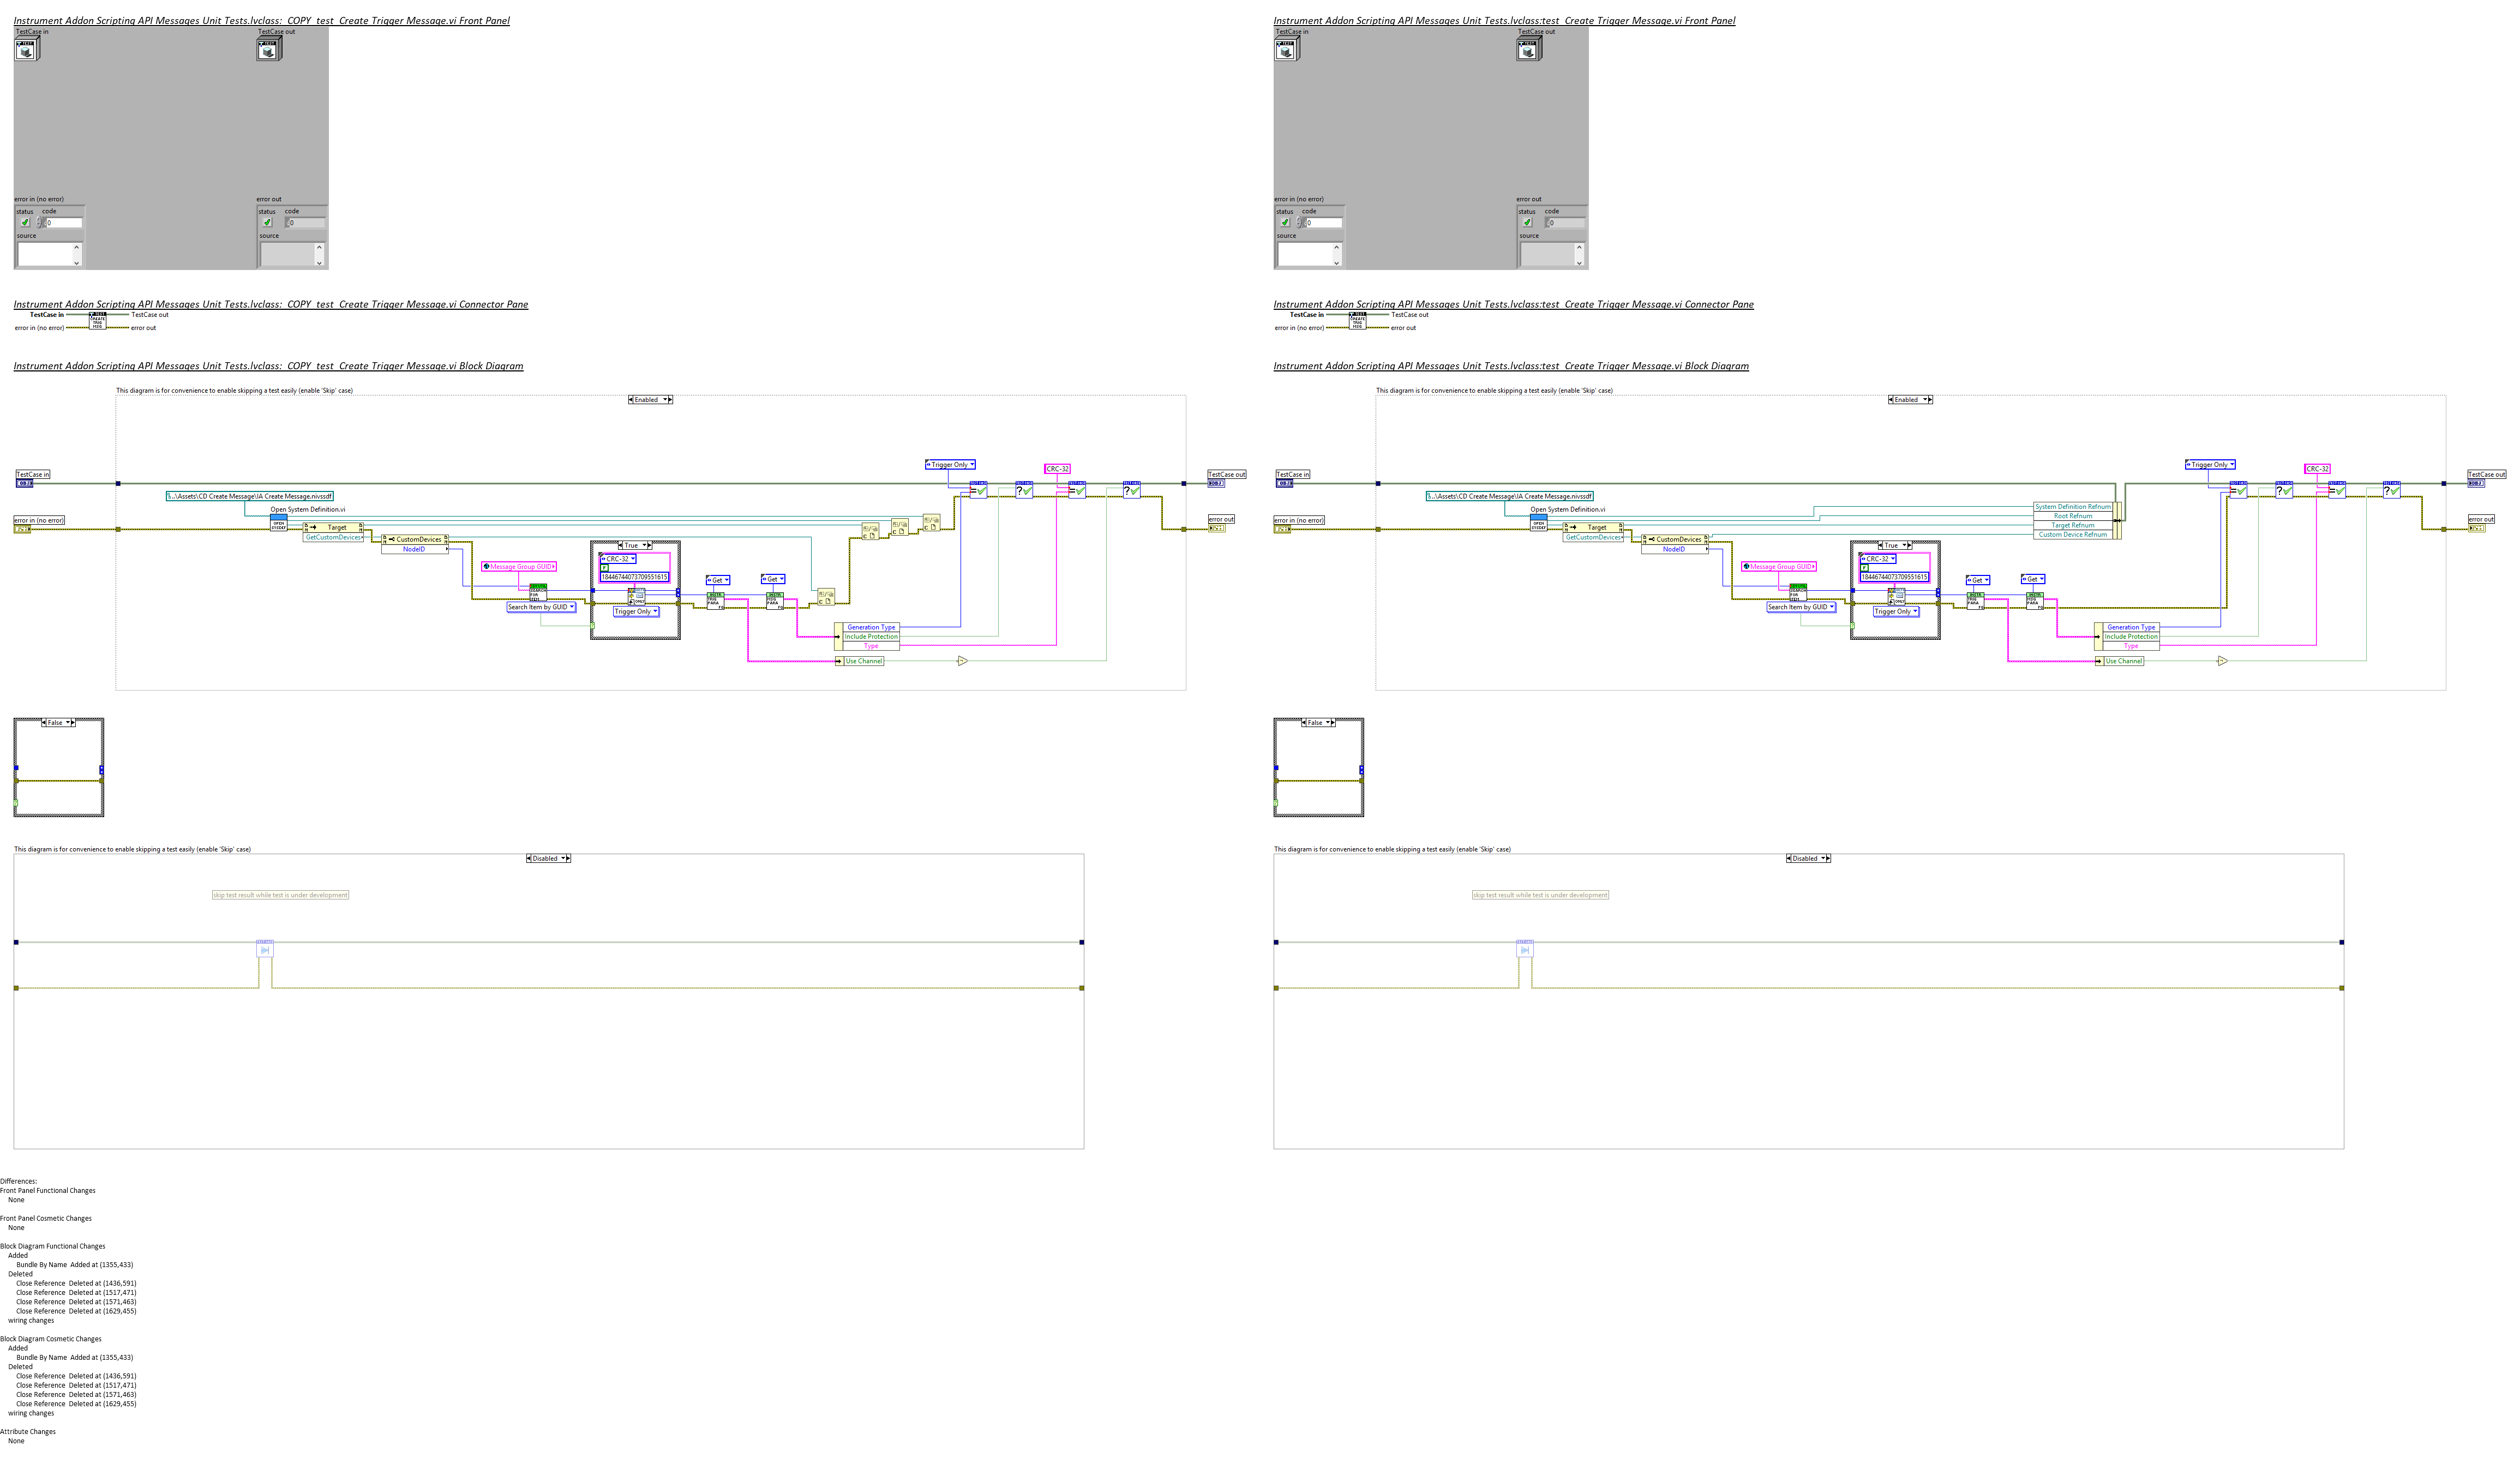 Instrument Addon Scripting API Messages Unit Tests.lvclass:_COPY_test_Create Trigger Message.vi Front Panel
TestCase in
TestCase out
error in (no error)
status code
0
source
error out
status code
0
source
Instrument Addon Scripting API Messages Unit Tests.lvclass:_COPY_test_Create Trigger Message.vi Connector Pane
TestCase in
TestCase out
error in (no error)
error out
Instrument Addon Scripting API Messages Unit Tests.lvclass:_COPY_test_Create Trigger Message.vi Block Diagram
This diagram is for convenience to enable skipping a test easily (enable 'Skip' case)
Enabled
Trigger Only
CRC-32
TestCase in
TestCase out
..\Assets\CD Create Message\IA Create Message.nivssdf
Open System Definition.vi
error in (no error)
error out
Target
GetCustomDevices
CustomDevices
NodeID
True
CRC-32
F
18446744073709551615
Message Group GUID
Get
Get
Search Item by GUID
Trigger Only
Generation Type
Include Protection
Type
Use Channel
False
This diagram is for convenience to enable skipping a test easily (enable 'Skip' case)
Disabled
skip test result while test is under development
Instrument Addon Scripting API Messages Unit Tests.lvclass:test_Create Trigger Message.vi Front Panel
TestCase in
TestCase out
error in (no error)
status code
0
source
error out
status code
0
source
Instrument Addon Scripting API Messages Unit Tests.lvclass:test_Create Trigger Message.vi Connector Pane
TestCase in
TestCase out
error in (no error)
error out
Instrument Addon Scripting API Messages Unit Tests.lvclass:test_Create Trigger Message.vi Block Diagram
This diagram is for convenience to enable skipping a test easily (enable 'Skip' case)
Enabled
Trigger Only
CRC-32
TestCase in
TestCase out
..\Assets\CD Create Message\IA Create Message.nivssdf
Open System Definition.vi
System Definition Refnum
Root Refnum
Target Refnum
Custom Device Refnum
error in (no error)
error out
Target
GetCustomDevices
CustomDevices
NodeID
True
CRC-32
F
18446744073709551615
Message Group GUID
Get
Get
Search Item by GUID
Trigger Only
Generation Type
Include Protection
Type
Use Channel
False
This diagram is for convenience to enable skipping a test easily (enable 'Skip' case)
Disabled
skip test result while test is under development
Differences:
Front Panel Functional Changes
None
Front Panel Cosmetic Changes
None
Block Diagram Functional Changes
Added
Bundle By Name Added at (1355,433)
Deleted
Close Reference Deleted at (1436,591)
Close Reference Deleted at (1517,471)
Close Reference Deleted at (1571,463)
Close Reference Deleted at (1629,455)
wiring changes
Block Diagram Cosmetic Changes
Added
Bundle By Name Added at (1355,433)
Deleted
Close Reference Deleted at (1436,591)
Close Reference Deleted at (1517,471)
Close Reference Deleted at (1571,463)
Close Reference Deleted at (1629,455)
wiring changes
Attribute Changes
None